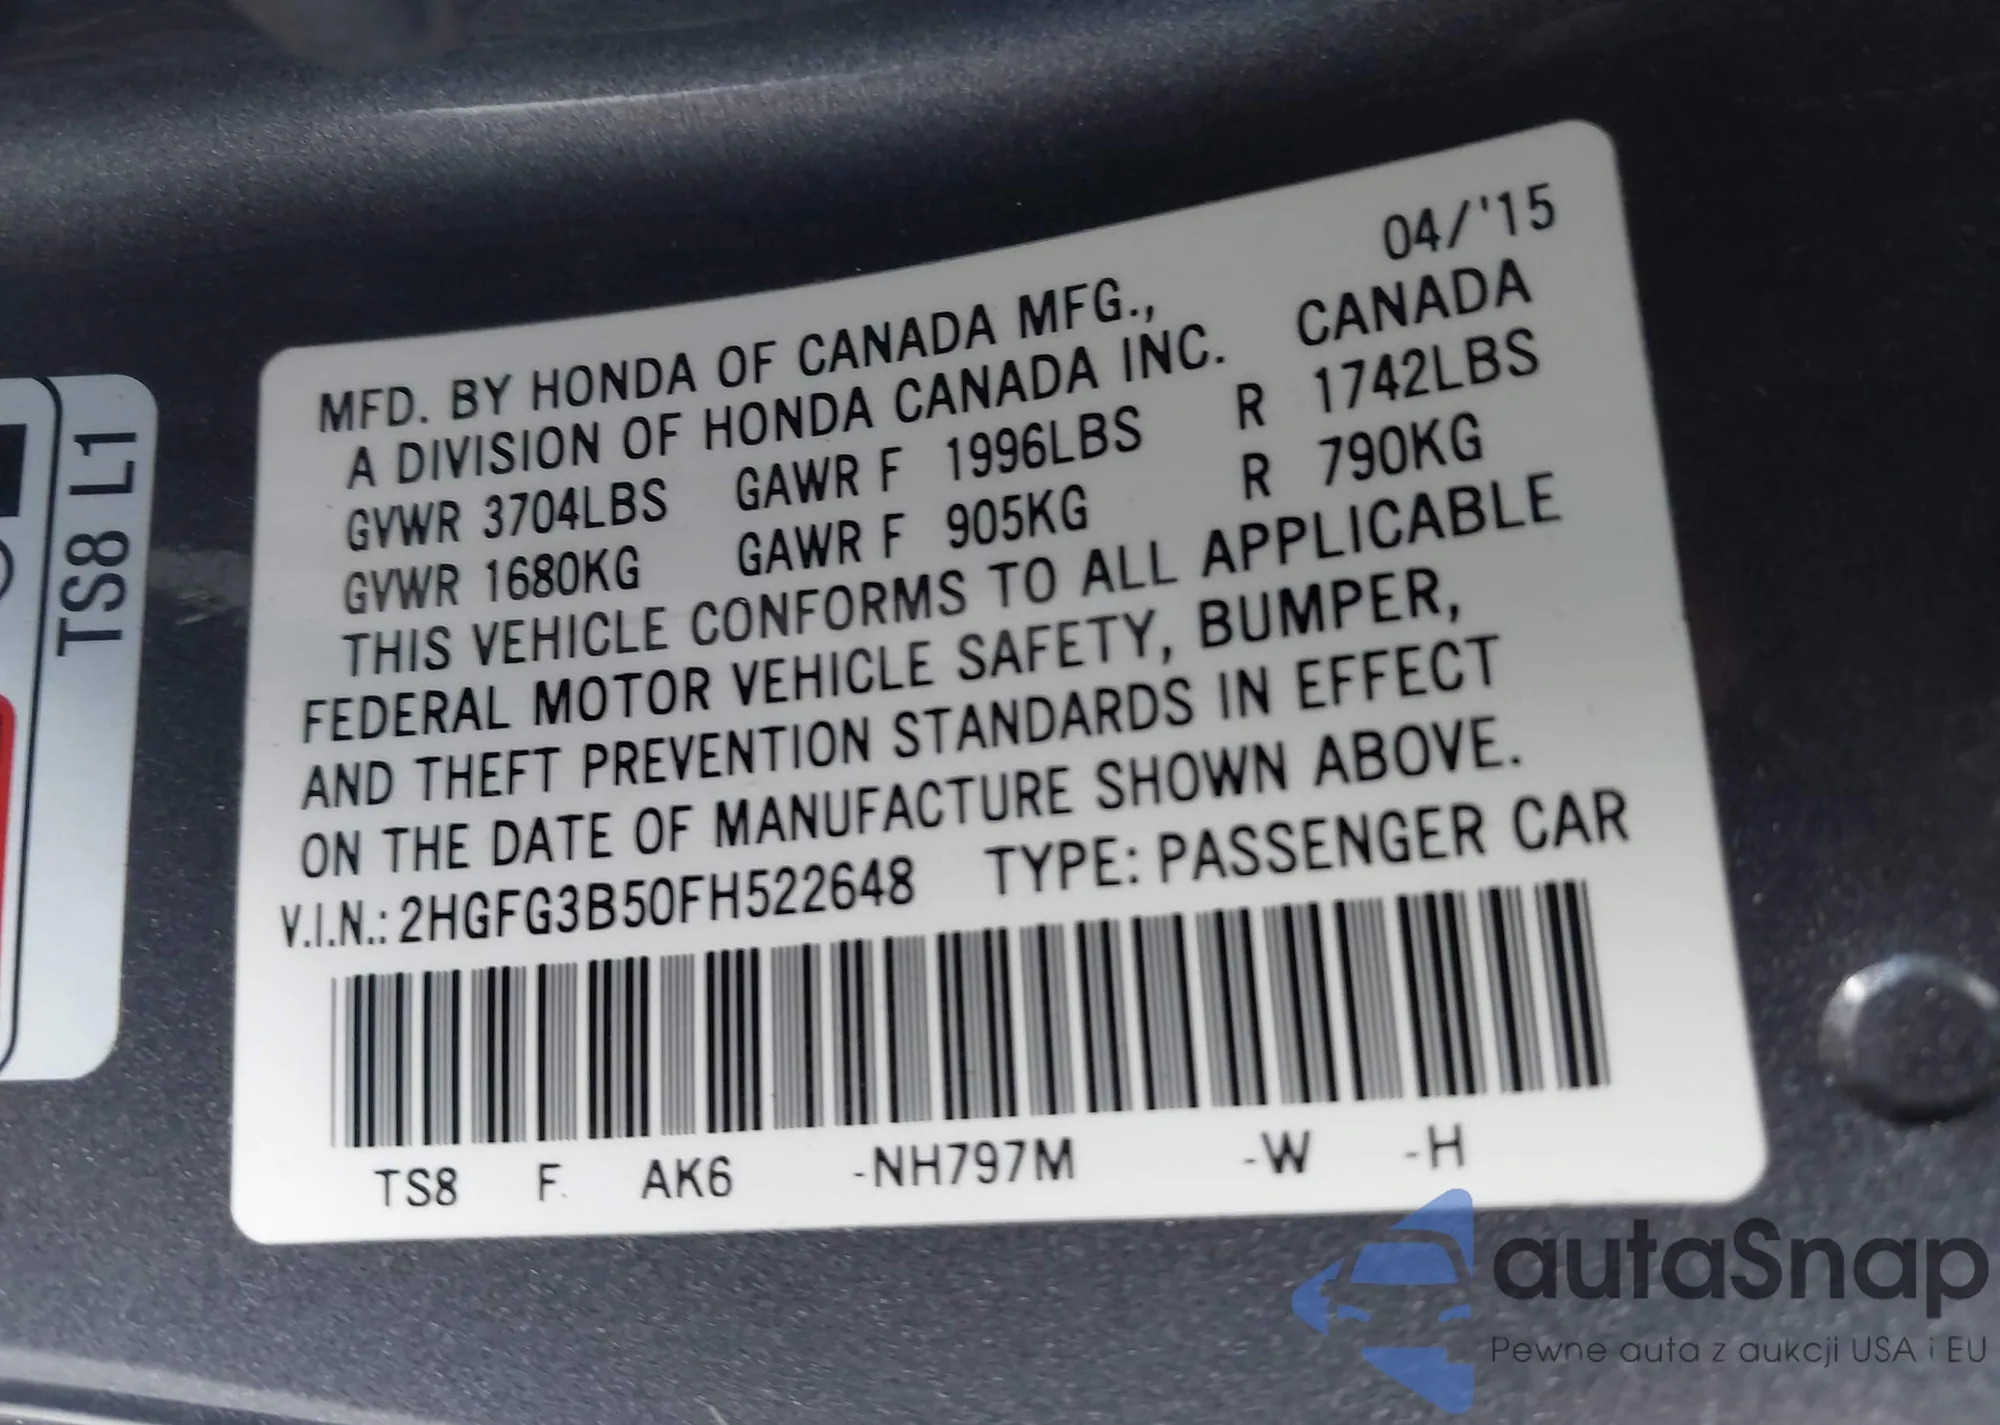 04/'15
MFD. BY HONDA OF CANADA MFG.,
A DIVISION OF HONDA CANADA INC. CANADA
GVWR 3704LBS GAWR F 1996LBS R 1742LBS
GVWR 1680KG GAWR F 905KG R 790KG
THIS VEHICLE CONFORMS TO ALL APPLICABLE
FEDERAL MOTOR VEHICLE SAFETY, BUMPER,
AND THEFT PREVENTION STANDARDS IN EFFECT
ON THE DATE OF MANUFACTURE SHOWN ABOVE.
V.I.N.: 2HGFG3B50FH522648 TYPE: PASSENGER CAR
TS8 F AK6 -NH797M -W -H
TS8 L1
autaSnap
Pewne auta z aukcji USA i EU